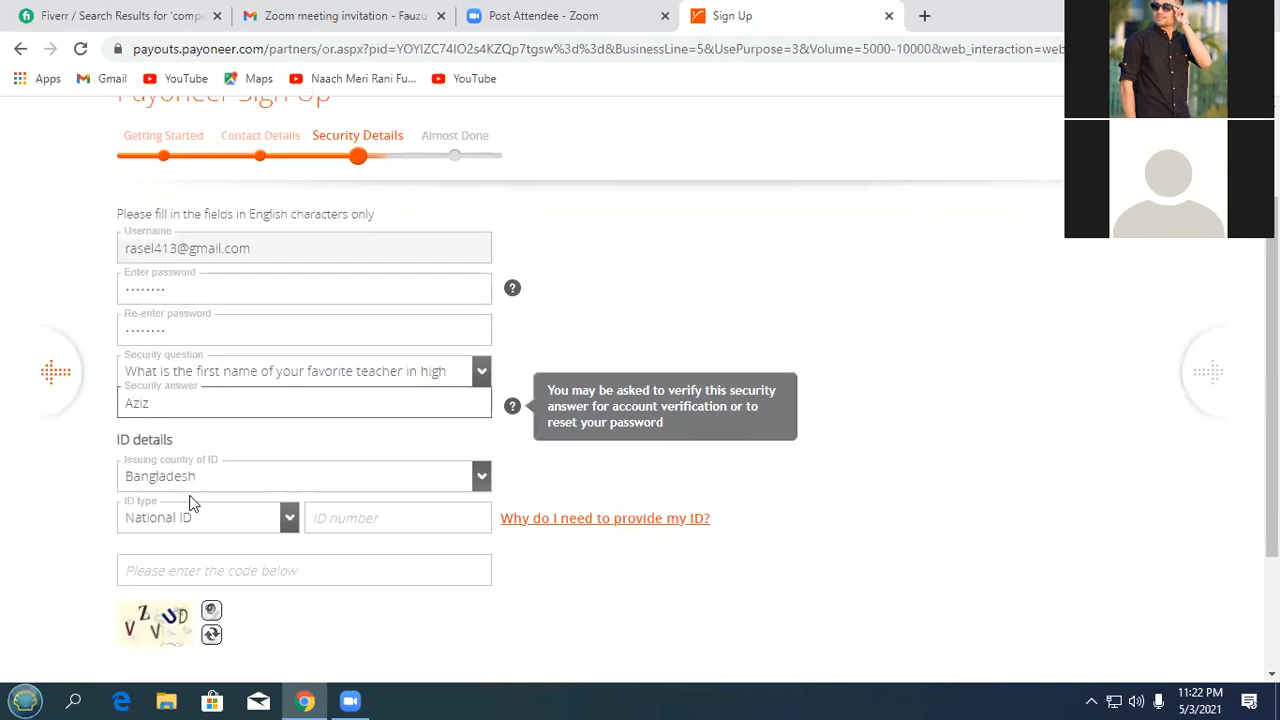 Fiverr / Search Results for 'comp
Zoom meeting invitation - Fauz
Post Attendee - Zoom
Sign Up
payouts.payoneer.com/partners/or.aspx?pid=YOYIZC74IO2s4KZQp7tgsw%3d%3d&BusinessLine=5&UsePurpose=3&Volume=5000-10000&web_interaction=web
Apps
Gmail
YouTube
Maps
Naach Meri Rani Fu...
YouTube
Payoneer Sign Up
Getting Started
Contact Details
Security Details
Almost Done
Please fill in the fields in English characters only
Username
rasel413@gmail.com
Enter password
Re-enter password
Security question
What is the first name of your favorite teacher in high
Security answer
Aziz
You may be asked to verify this security
answer for account verification or to
reset your password
ID details
Issuing country of ID
Bangladesh
ID type
National ID
ID number
Why do I need to provide my ID?
Please enter the code below
11:22 PM
5/3/2021